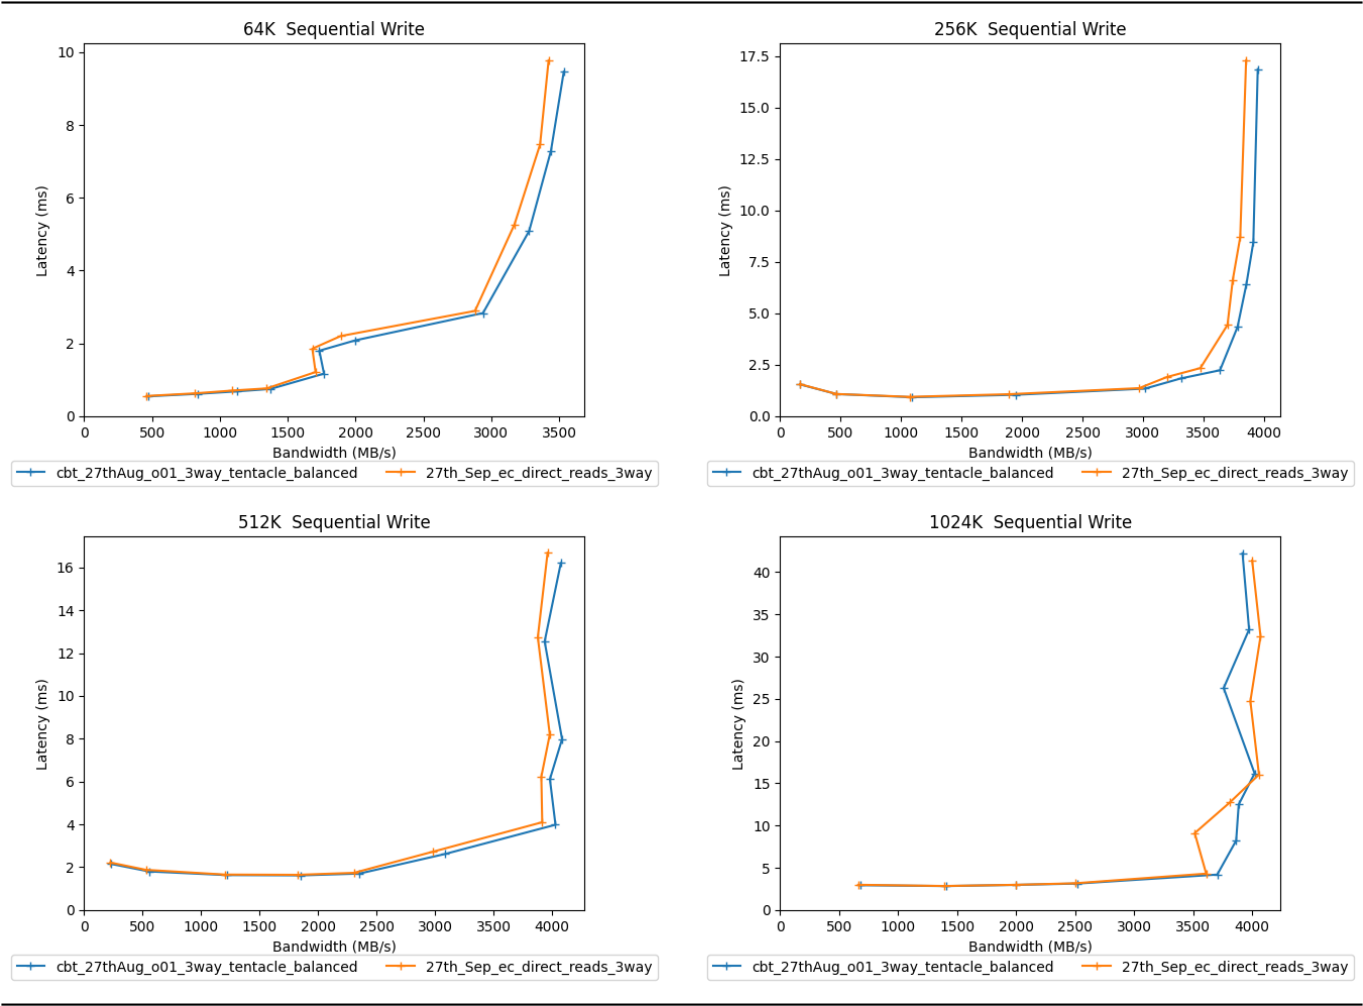 64K  Sequential Write
10
8
6
4
2
0
Latency (ms)
0 500 1000 1500 2000 2500 3000 3500
Bandwidth (MB/s)
cbt_27thAug_o01_3way_tentacle_balanced 27th_Sep_ec_direct_reads_3way
256K  Sequential Write
17.5
15.0
12.5
10.0
7.5
5.0
2.5
0.0
Latency (ms)
0 500 1000 1500 2000 2500 3000 3500 4000
Bandwidth (MB/s)
cbt_27thAug_o01_3way_tentacle_balanced 27th_Sep_ec_direct_reads_3way
512K  Sequential Write
16
14
12
10
8
6
4
2
0
Latency (ms)
0 500 1000 1500 2000 2500 3000 3500 4000
Bandwidth (MB/s)
cbt_27thAug_o01_3way_tentacle_balanced 27th_Sep_ec_direct_reads_3way
1024K  Sequential Write
40
35
30
25
20
15
10
5
0
Latency (ms)
0 500 1000 1500 2000 2500 3000 3500 4000
Bandwidth (MB/s)
cbt_27thAug_o01_3way_tentacle_balanced 27th_Sep_ec_direct_reads_3way